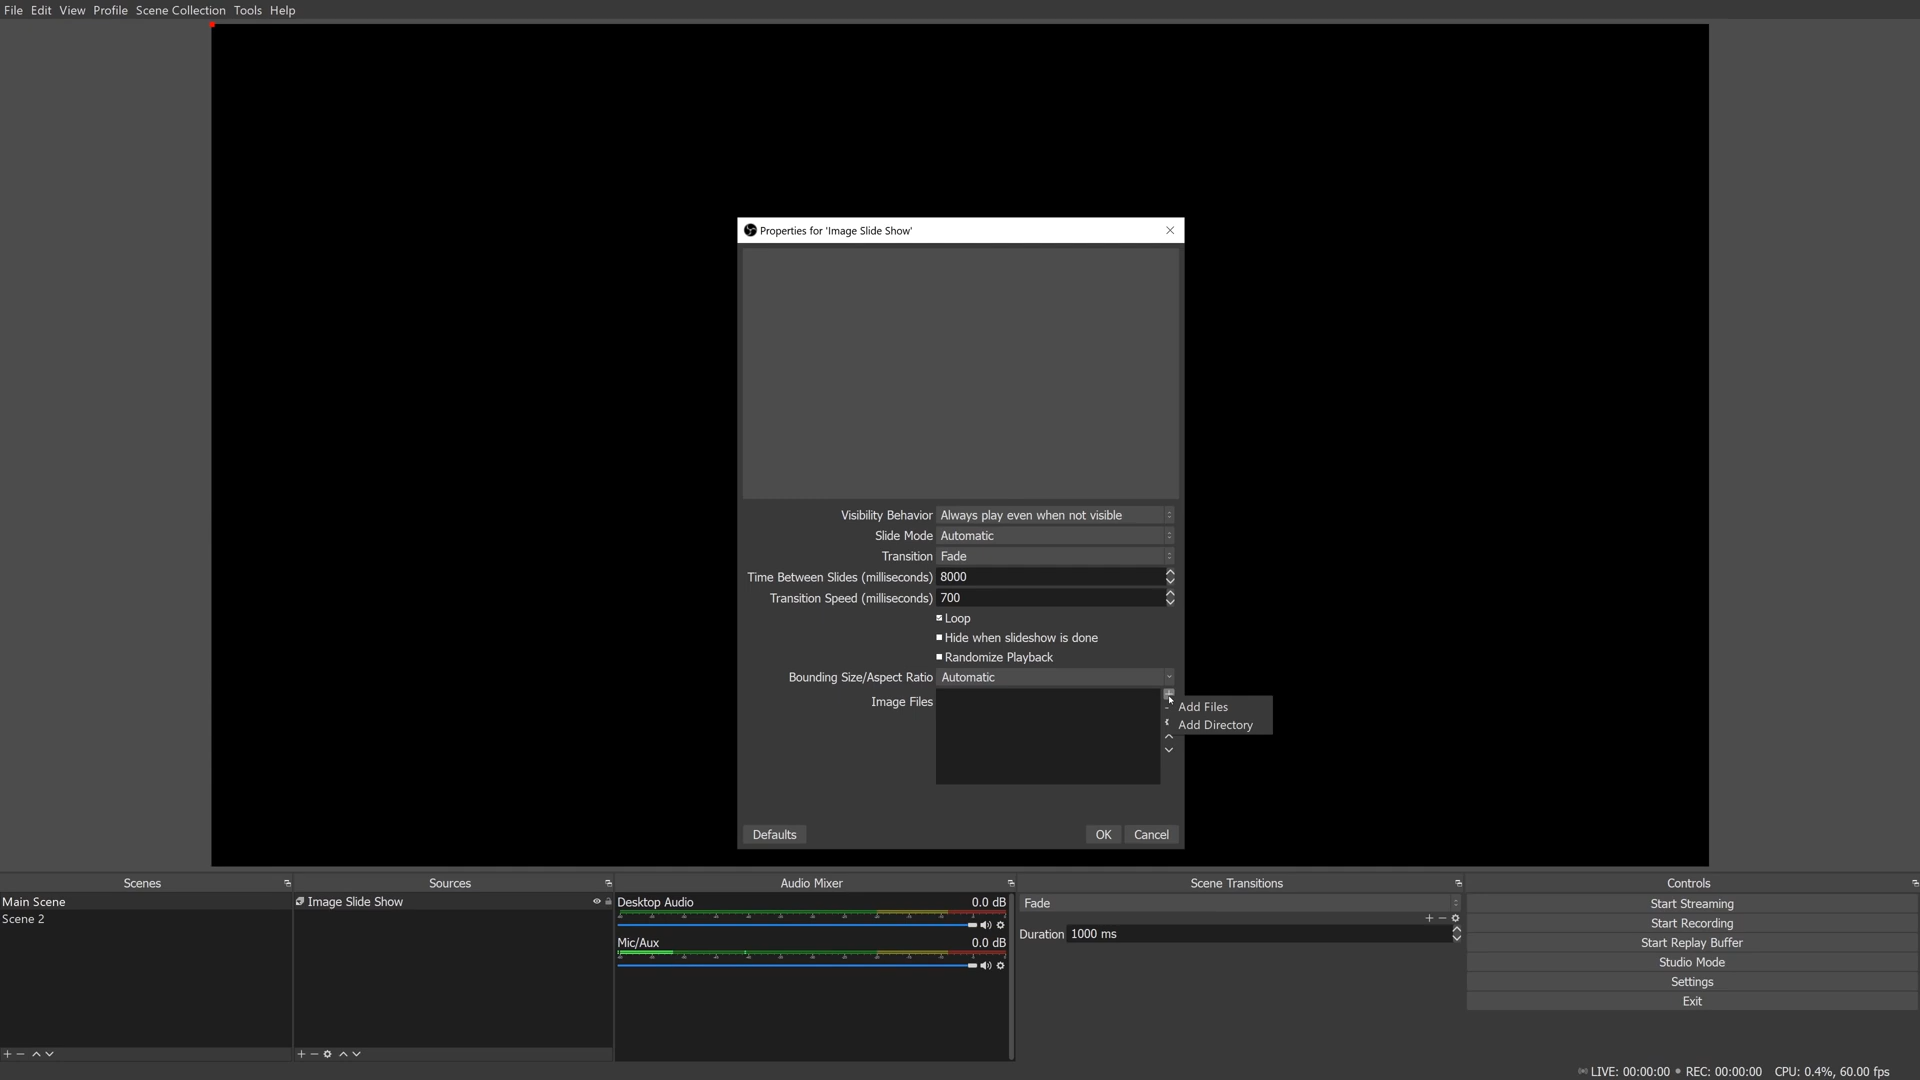 File Edit View Profile Scene Collection Tools Help
Properties for 'Image Slide Show'
Visibility Behavior Always play even when not visible
Slide Mode Automatic
Transition Fade
Time Between Slides (milliseconds) 8000
Transition Speed (milliseconds) 700
Loop
Hide when slideshow is done
Randomize Playback
Bounding Size/Aspect Ratio Automatic
Image Files
Add Files
Add Directory
Defaults OK Cancel
Scenes
Main Scene
Scene 2
Sources
Image Slide Show
Audio Mixer
Desktop Audio 0.0 dB
Mic/Aux 0.0 dB
Scene Transitions
Fade
Duration 1000 ms
Controls
Start Streaming
Start Recording
Start Replay Buffer
Studio Mode
Settings
Exit
LIVE: 00:00:00 REC: 00:00:00 CPU: 0.4%, 60.00 fps